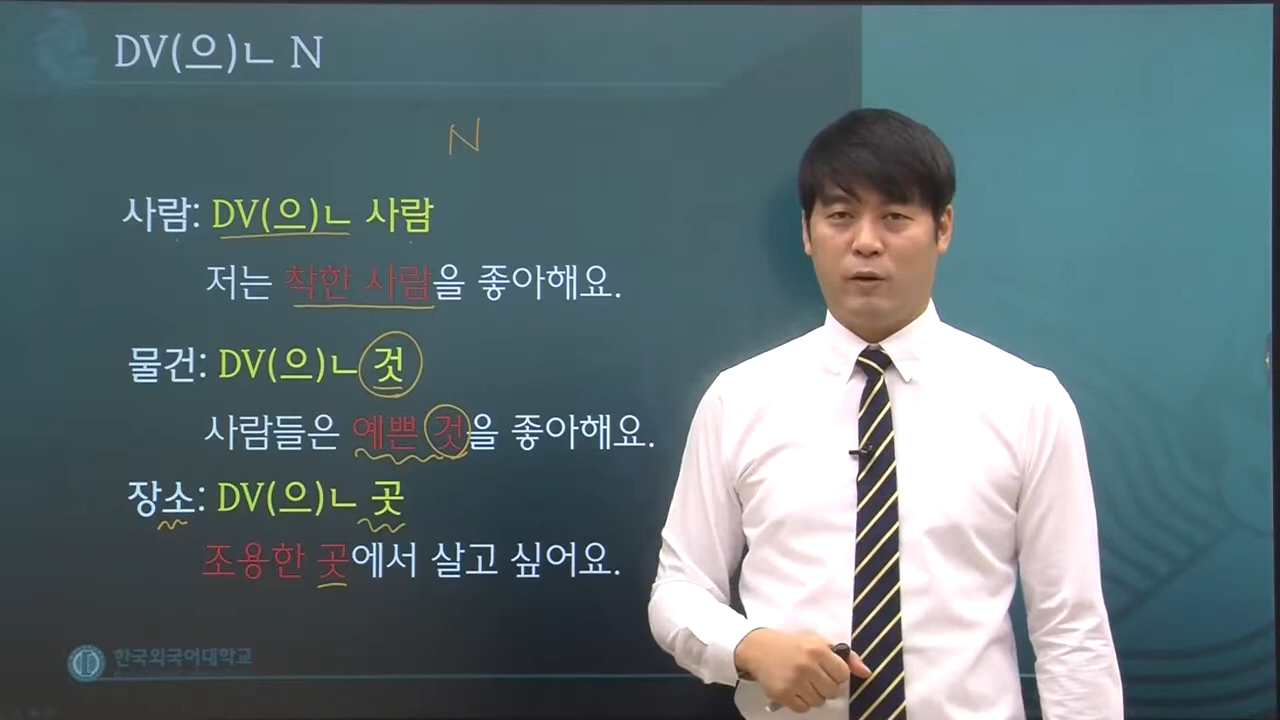 DV(으)ㄴ N
N
사람: DV(으)ㄴ 사람
저는 착한 사람을 좋아해요.
물건: DV(으)ㄴ 것
사람들은 예쁜 것을 좋아해요.
장소: DV(으)ㄴ 곳
조용한 곳에서 살고 싶어요.
한국외국어대학교